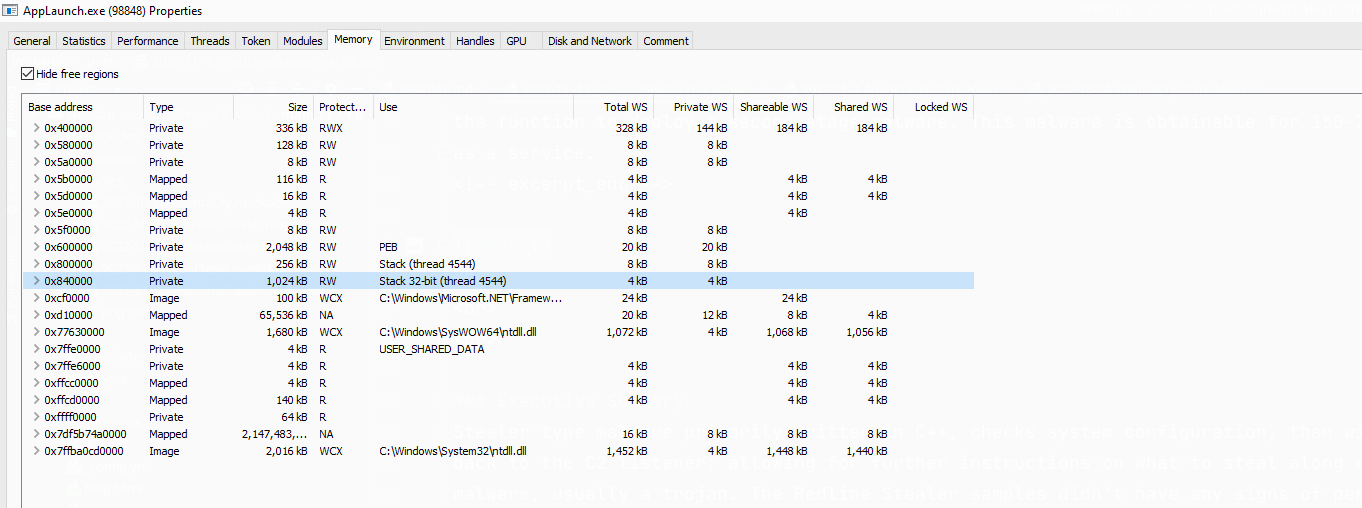 AppLaunch.exe (98848) Properties
General Statistics Performance Threads Token Modules Memory Environment Handles GPU Disk and Network Comment
Hide free regions
Base address Type Size Protect... Use Total WS Private WS Shareable WS Shared WS Locked WS
0x400000 Private 336 kB RWX 328 kB 144 kB 184 kB 184 kB
0x580000 Private 128 kB RW 8 kB 8 kB
0x5a0000 Private 8 kB RW 8 kB 8 kB
0x5b0000 Mapped 116 kB R 4 kB 4 kB 4 kB
0x5d0000 Mapped 16 kB R 4 kB 4 kB 4 kB
0x5e0000 Mapped 4 kB R 4 kB 4 kB
0x5f0000 Private 8 kB RW 8 kB 8 kB
0x600000 Private 2,048 kB RW PEB 20 kB 20 kB
0x800000 Private 256 kB RW Stack (thread 4544) 8 kB 8 kB
0x840000 Private 1,024 kB RW Stack 32-bit (thread 4544) 4 kB 4 kB
0xcf0000 Image 100 kB WCX C:\Windows\Microsoft.NET\Framew... 24 kB 24 kB
0xd10000 Mapped 65,536 kB NA 20 kB 12 kB 8 kB 4 kB
0x77630000 Image 1,680 kB WCX C:\Windows\SysWOW64\ntdll.dll 1,072 kB 4 kB 1,068 kB 1,056 kB
0x7ffe0000 Private 4 kB R USER_SHARED_DATA
0x7ffe6000 Private 4 kB R 4 kB 4 kB 4 kB
0xffcc0000 Mapped 4 kB R 4 kB 4 kB 4 kB
0xffcd0000 Mapped 140 kB R 4 kB 4 kB 4 kB
0xffff0000 Private 64 kB R
0x7df5b74a0000 Mapped 2,147,483,... NA 16 kB 8 kB 8 kB 8 kB
0x7ffba0cd0000 Image 2,016 kB WCX C:\Windows\System32\ntdll.dll 1,452 kB 4 kB 1,448 kB 1,440 kB